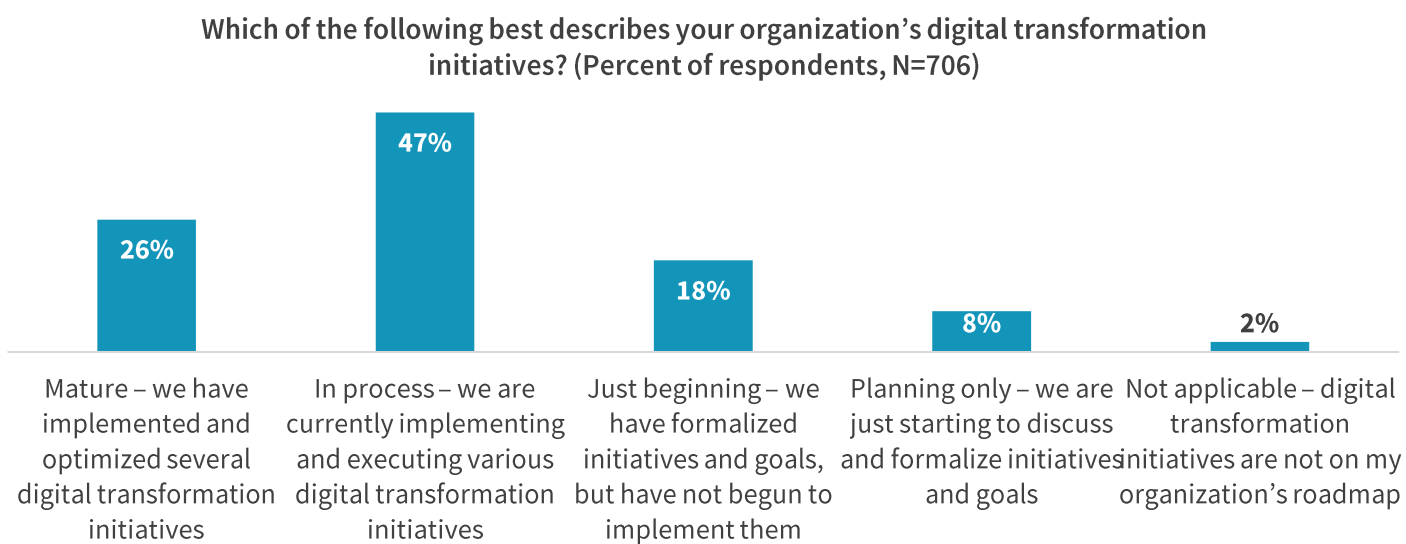 Which of the following best describes your organization’s digital transformation
initiatives? (Percent of respondents, N=706)
26%
47%
18%
8%
2%
Mature – we have
implemented and
optimized several
digital transformation
initiatives
In process – we are
currently implementing
and executing various
digital transformation
initiatives
Just beginning – we
have formalized
initiatives and goals,
but have not begun to
implement them
Planning only – we are
just starting to discuss
and formalize initiatives
and goals
Not applicable – digital
transformation
initiatives are not on my
organization’s roadmap